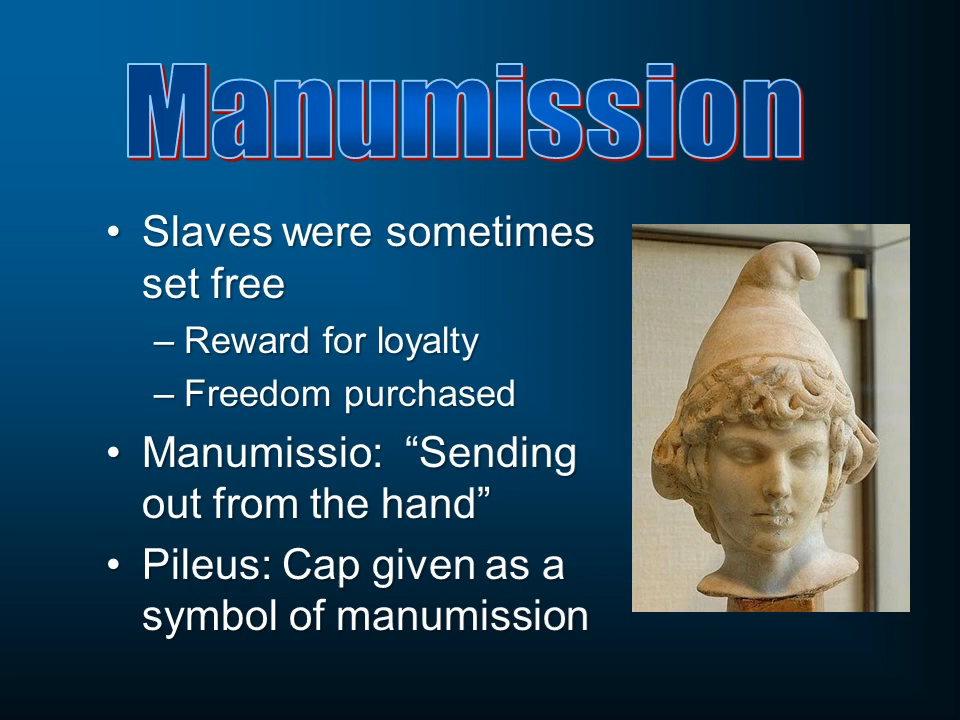 Manumission
• Slaves were sometimes
set free
– Reward for loyalty
– Freedom purchased
• Manumissio:  “Sending
out from the hand”
• Pileus: Cap given as a
symbol of manumission